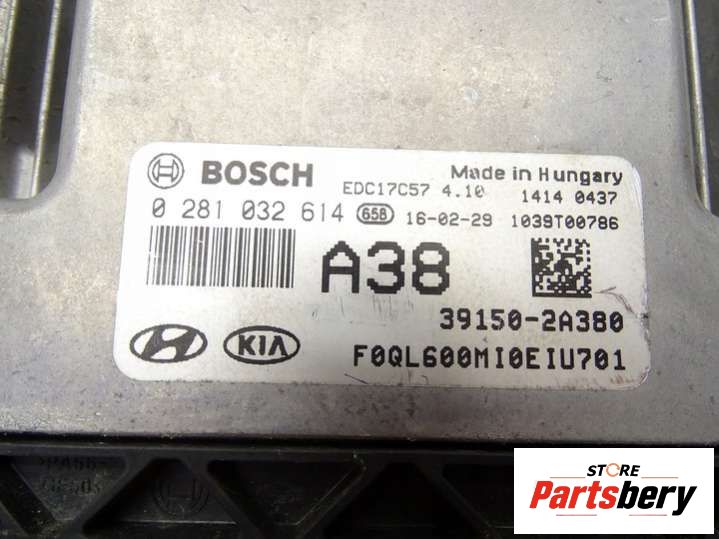 BOSCH
EDC17C57 4.10
Made in Hungary
1414 0437
0 281 032 614 658 16-02-29 1039T00786
A38
39150-2A380
KIA
F0QL600MI0EIU701
STORE
Partsbery